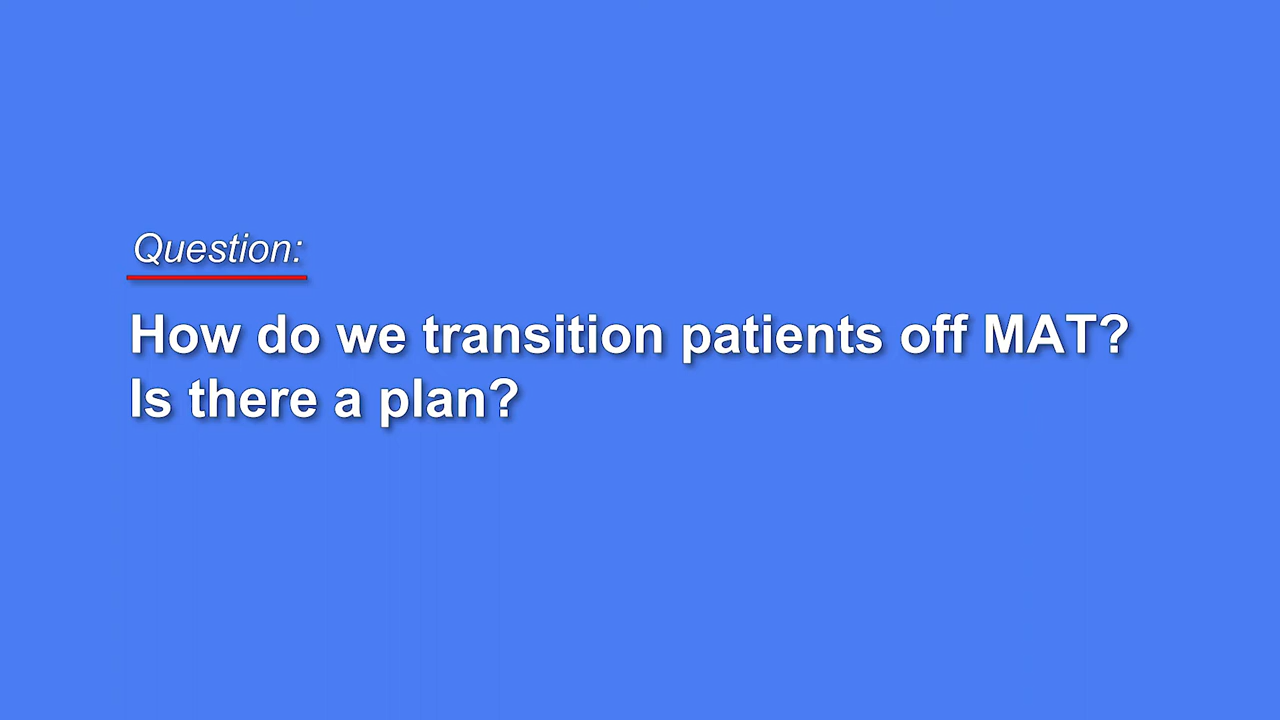 Question:
How do we transition patients off MAT?
Is there a plan?